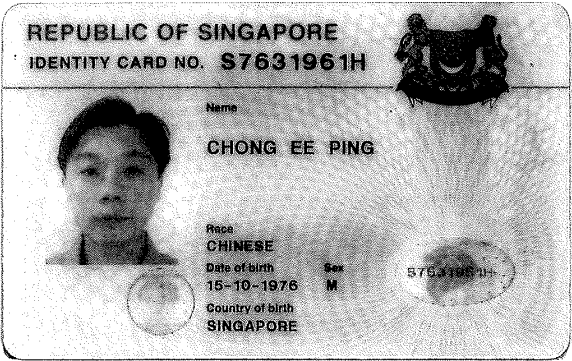 REPUBLIC OF SINGAPORE
IDENTITY CARD NO. S7631961H
Name
CHONG EE PING
Race
CHINESE
Date of birth Sex
15-10-1976 M
Country of birth
SINGAPORE
S7631961H